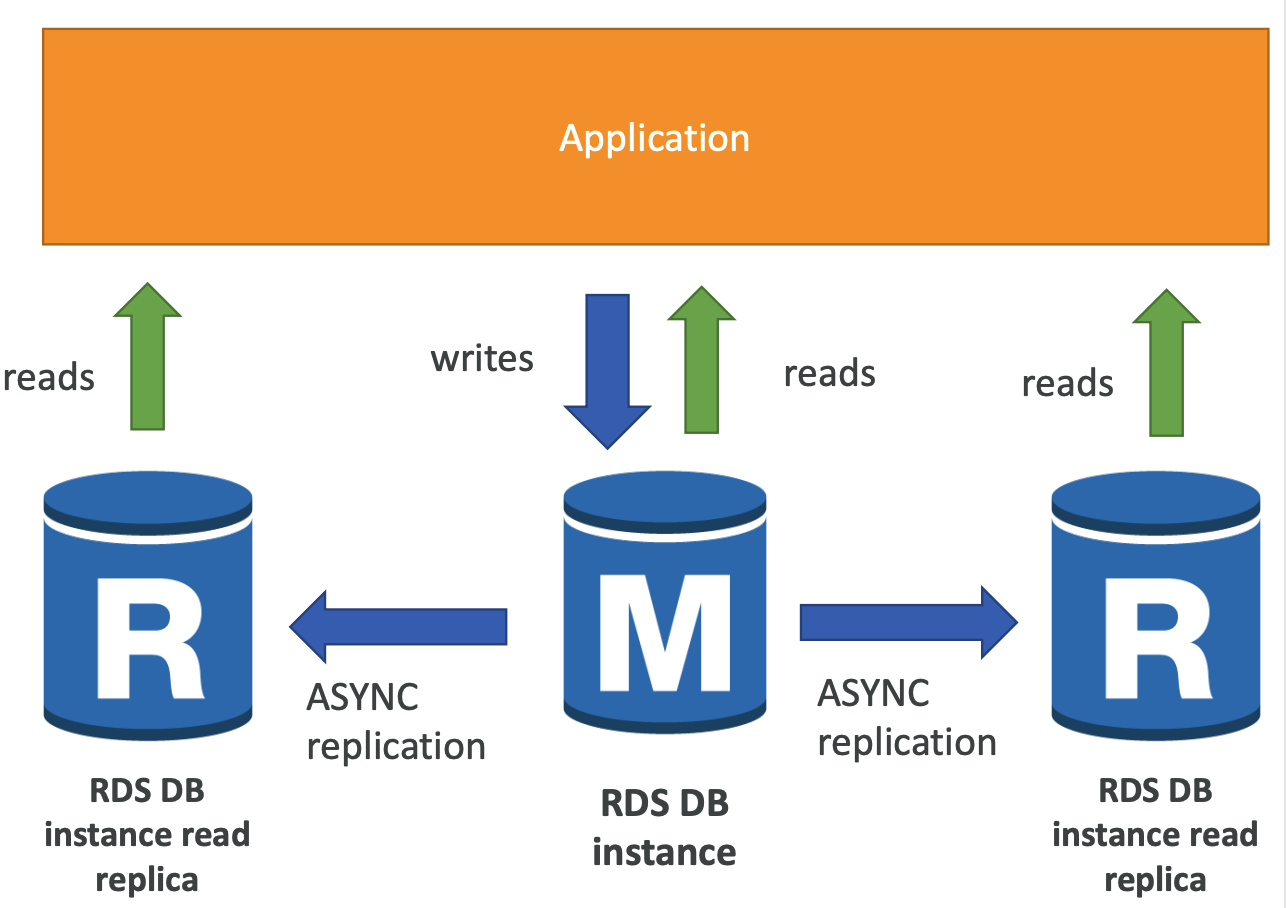 Application
reads
writes
reads
reads
R
M
R
ASYNC
replication
ASYNC
replication
RDS DB
instance read
replica
RDS DB
instance
RDS DB
instance read
replica